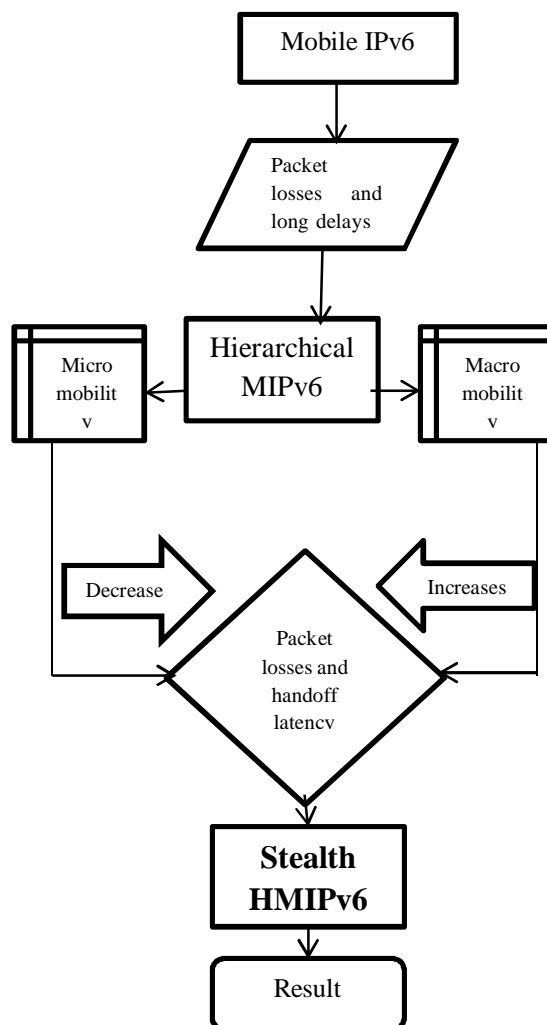 Mobile IPv6
Packet
losses and
long delays
Hierarchical
MIPv6
Micro
mobilit
v
Macro
mobilit
v
Decrease
Increases
Packet
losses and
handoff
latencv
Stealth
HMIPv6
Result